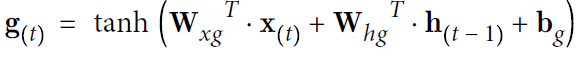 g(t) = tanh (Wxg^T · x(t) + Whg^T · h(t – 1) + bg)